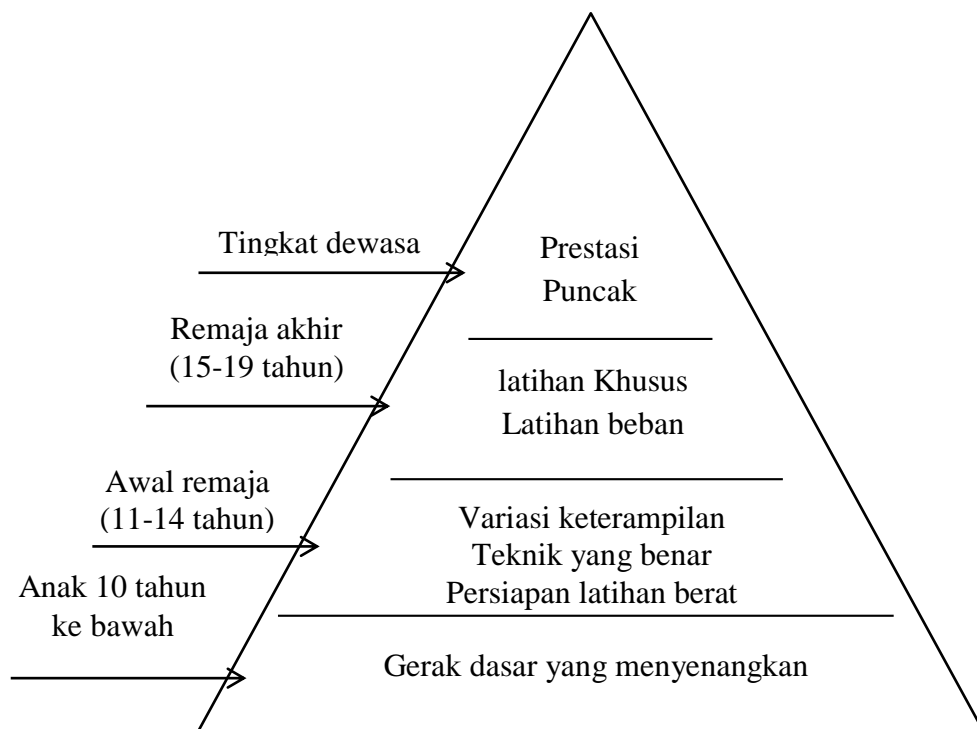 Tingkat dewasa
Prestasi
Puncak
Remaja akhir
(15-19 tahun)
latihan Khusus
Latihan beban
Awal remaja
(11-14 tahun)
Variasi keterampilan
Teknik yang benar
Persiapan latihan berat
Anak 10 tahun
ke bawah
Gerak dasar yang menyenangkan